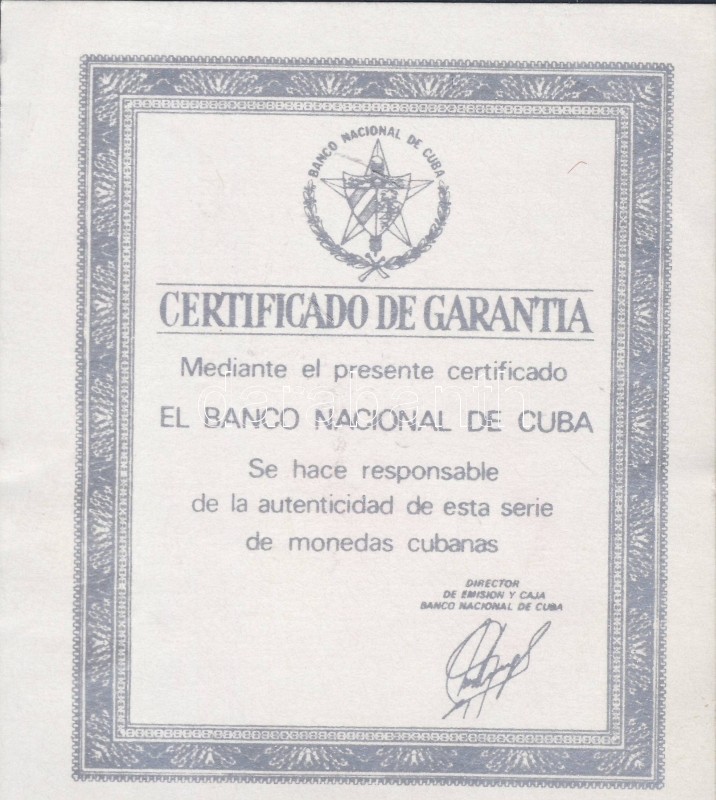 BANCO NACIONAL DE CUBA
CERTIFICADO DE GARANTIA
Mediante el presente certificado
EL BANCO NACIONAL DE CUBA
Se hace responsable
de la autenticidad de esta serie
de monedas cubanas
DIRECTOR
DE EMISION Y CAJA
BANCO NACIONAL DE CUBA